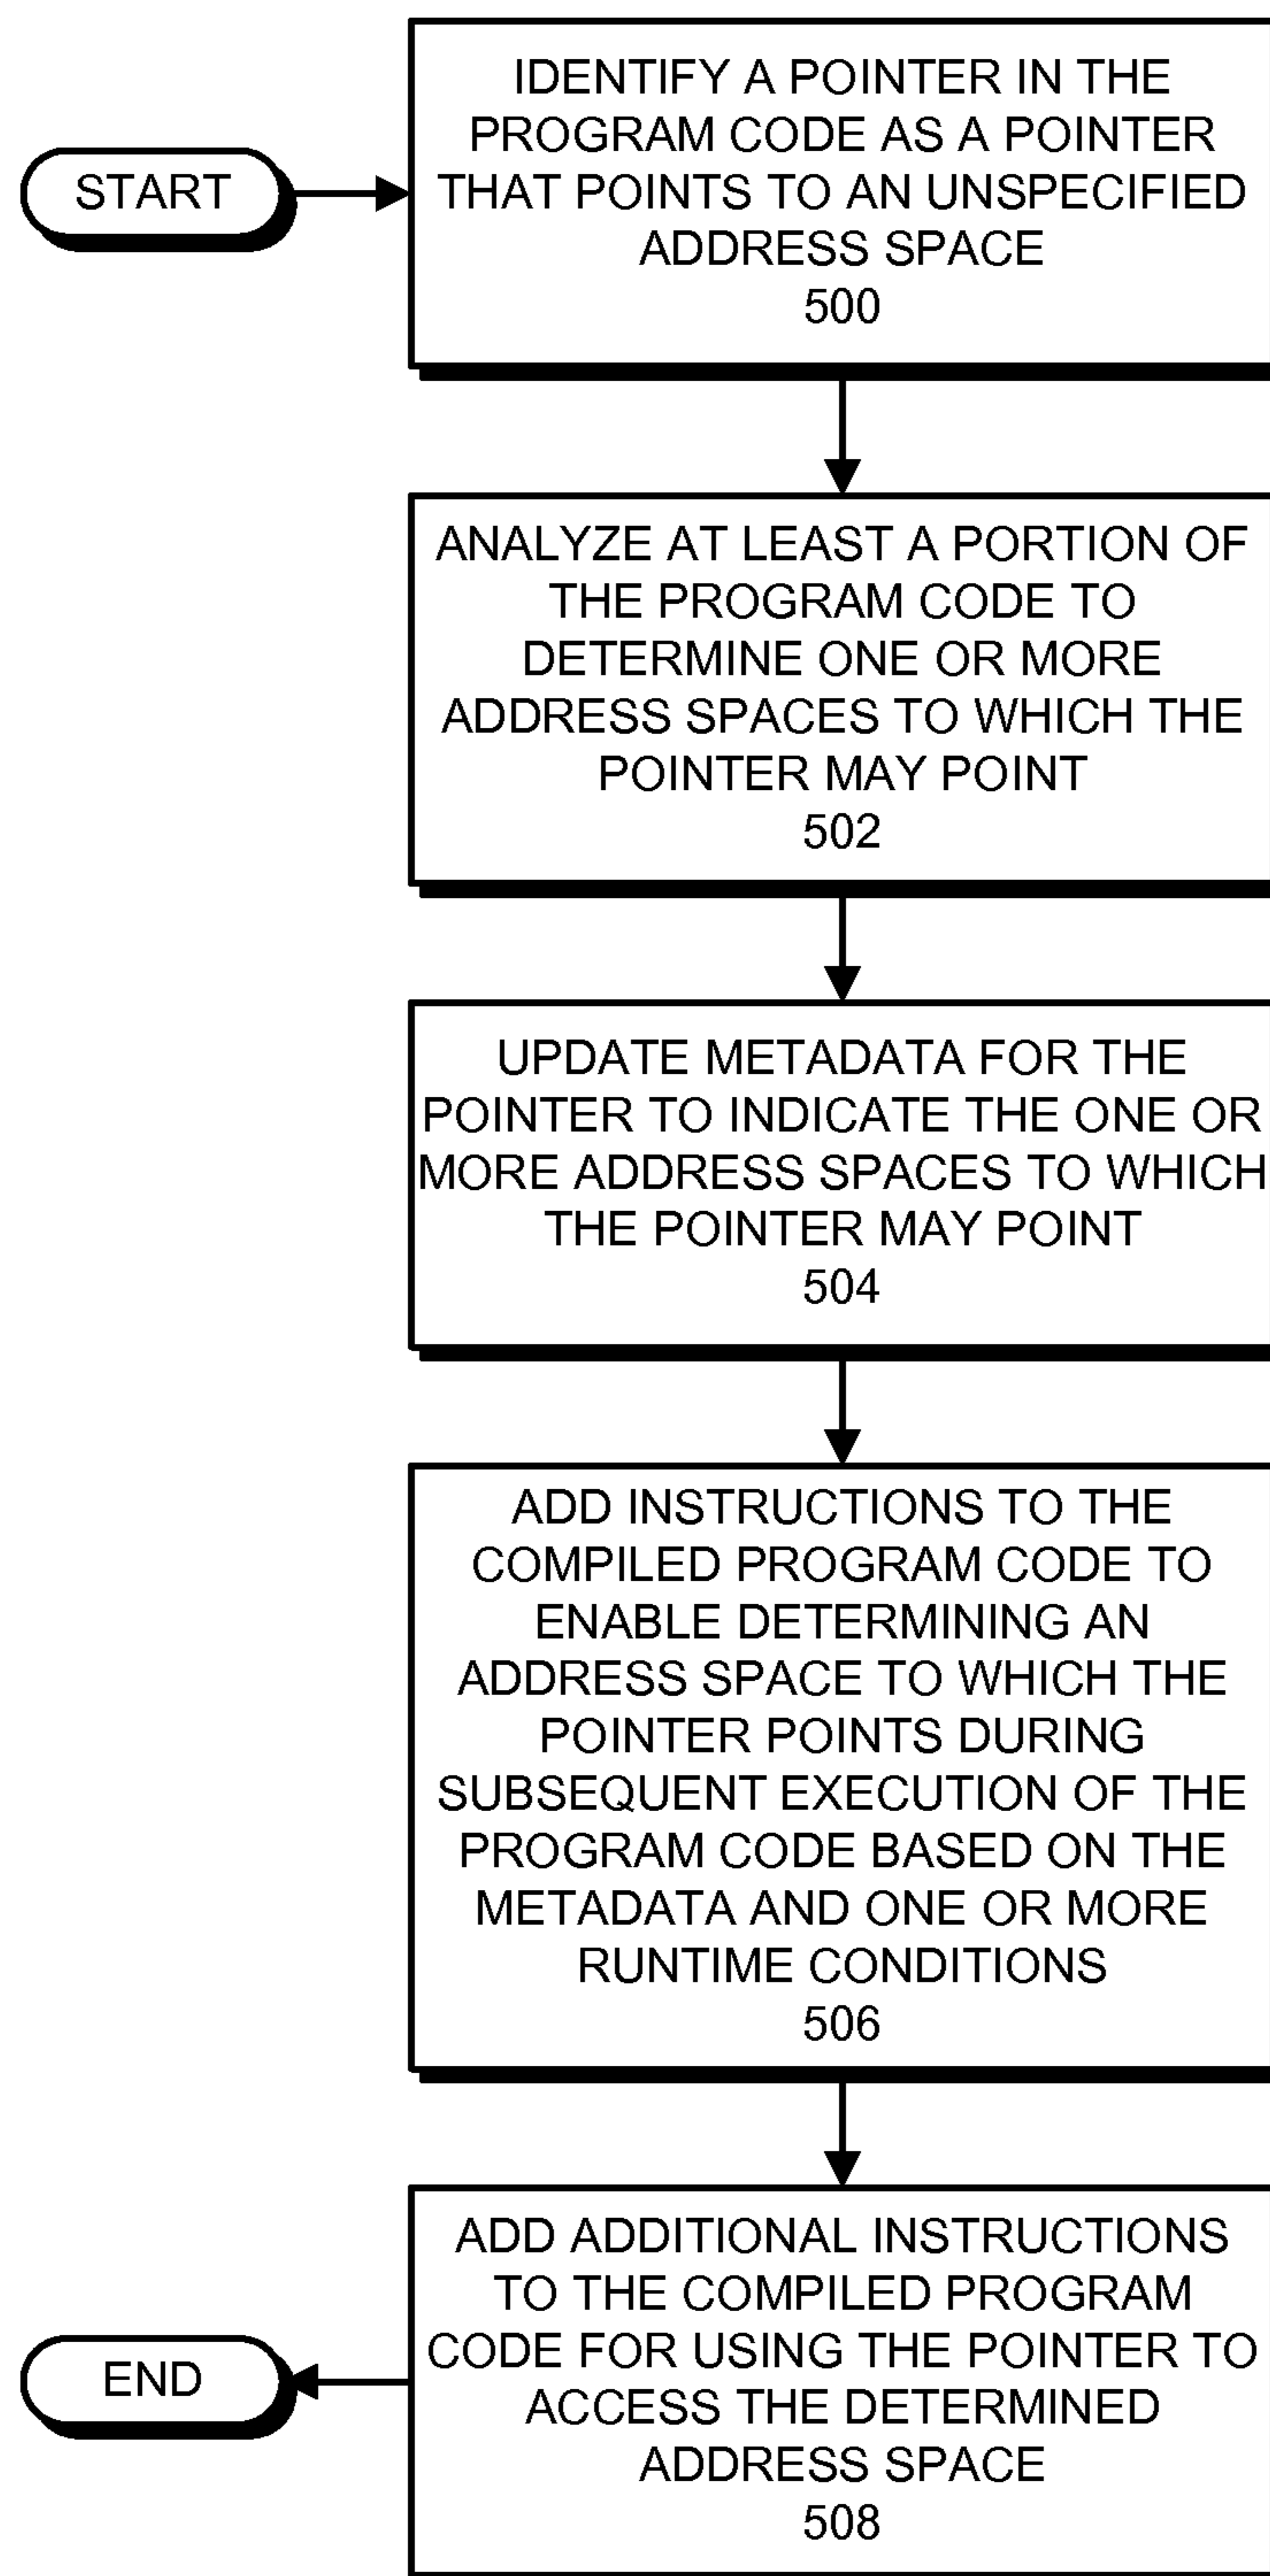 START
IDENTIFY A POINTER IN THE
PROGRAM CODE AS A POINTER
THAT POINTS TO AN UNSPECIFIED
ADDRESS SPACE
500
ANALYZE AT LEAST A PORTION OF
THE PROGRAM CODE TO
DETERMINE ONE OR MORE
ADDRESS SPACES TO WHICH THE
POINTER MAY POINT
502
UPDATE METADATA FOR THE
POINTER TO INDICATE THE ONE OR
MORE ADDRESS SPACES TO WHICH
THE POINTER MAY POINT
504
ADD INSTRUCTIONS TO THE
COMPILED PROGRAM CODE TO
ENABLE DETERMINING AN
ADDRESS SPACE TO WHICH THE
POINTER POINTS DURING
SUBSEQUENT EXECUTION OF THE
PROGRAM CODE BASED ON THE
METADATA AND ONE OR MORE
RUNTIME CONDITIONS
506
ADD ADDITIONAL INSTRUCTIONS
TO THE COMPILED PROGRAM
CODE FOR USING THE POINTER TO
ACCESS THE DETERMINED
ADDRESS SPACE
508
END